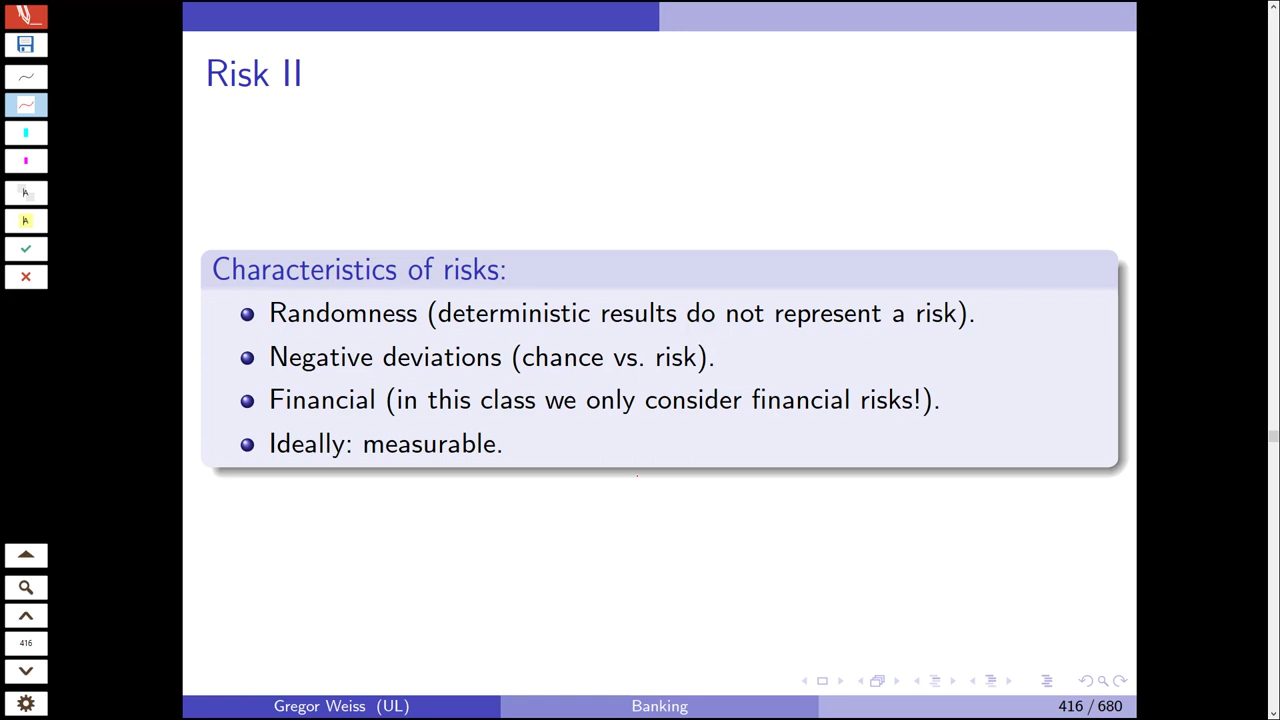 Risk II
Characteristics of risks:
Randomness (deterministic results do not represent a risk).
Negative deviations (chance vs. risk).
Financial (in this class we only consider financial risks!).
Ideally: measurable.
416
Gregor Weiss (UL) Banking 416 / 680